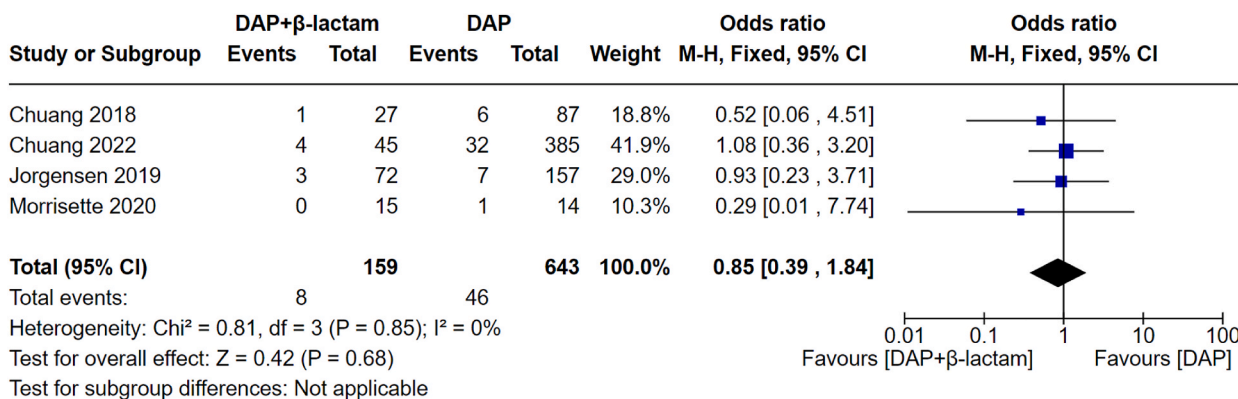 DAP+β-lactam DAP Odds ratio Odds ratio
Study or Subgroup Events Total Events Total Weight M-H, Fixed, 95% CI M-H, Fixed, 95% CI
Chuang 2018 1 27 6 87 18.8% 0.52 [0.06 , 4.51]
Chuang 2022 4 45 32 385 41.9% 1.08 [0.36 , 3.20]
Jorgensen 2019 3 72 7 157 29.0% 0.93 [0.23 , 3.71]
Morrisette 2020 0 15 1 14 10.3% 0.29 [0.01 , 7.74]
Total (95% CI) 159 643 100.0% 0.85 [0.39 , 1.84]
Total events: 8 46
Heterogeneity: Chi² = 0.81, df = 3 (P = 0.85); I² = 0%
Test for overall effect: Z = 0.42 (P = 0.68)
Test for subgroup differences: Not applicable
0.01 0.1 1 10 100
Favours [DAP+β-lactam] Favours [DAP]